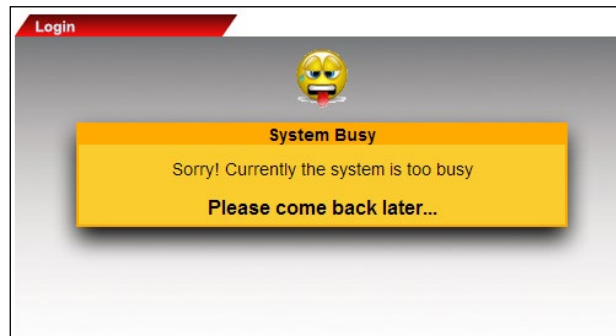 Login
System Busy
Sorry! Currently the system is too busy
Please come back later...